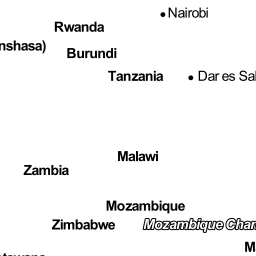 Nairobi
Rwanda
nshasa)
Burundi
Tanzania
Dar es Sal
Malawi
Zambia
Mozambique
Zimbabwe
Mozambique Chan
M